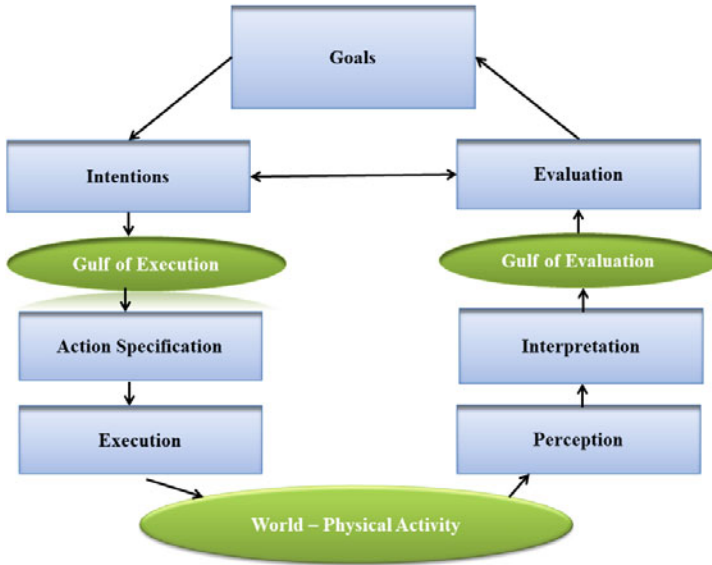 Goals
Intentions
Evaluation
Gulf of Execution
Gulf of Evaluation
Action Specification
Interpretation
Execution
Perception
World – Physical Activity